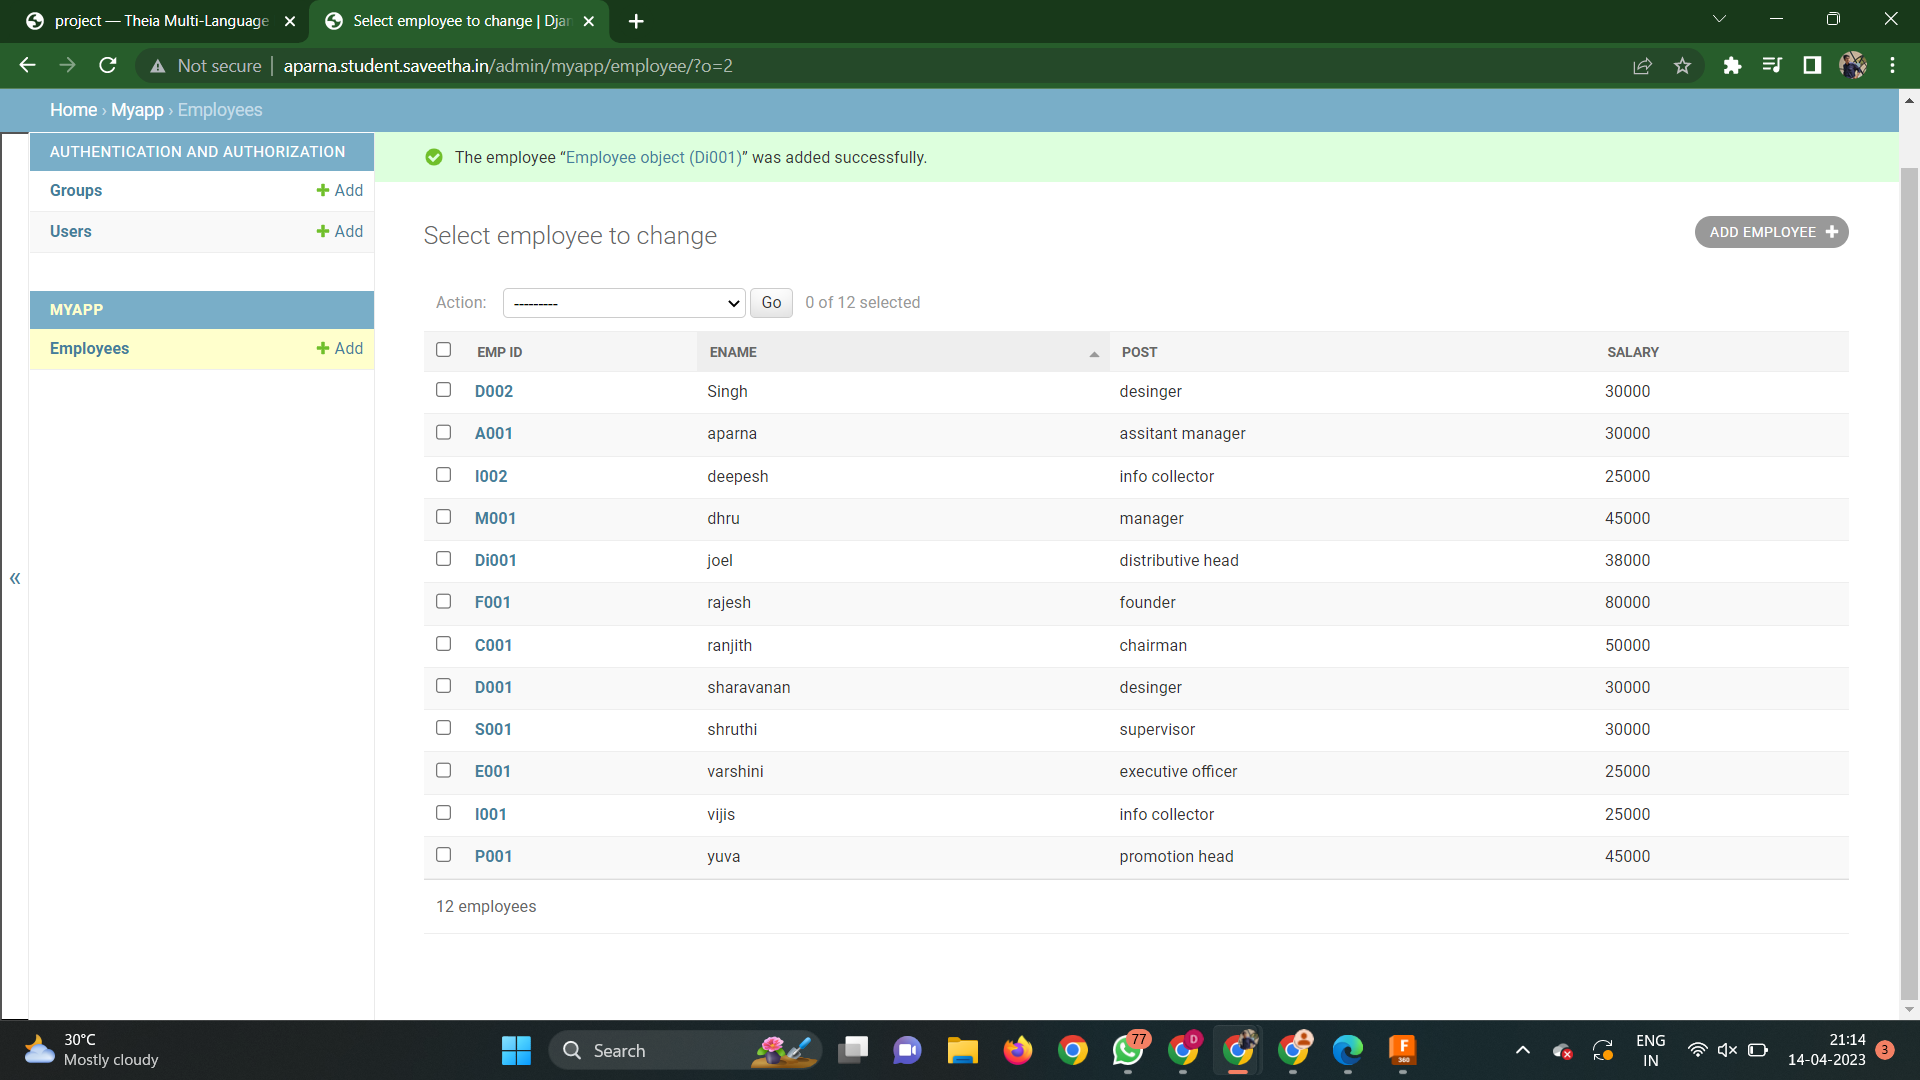 project — Theia Multi-Language
Select employee to change | Djan
Not secure
aparna.student.saveetha.in/admin/myapp/employee/?o=2
Home › Myapp › Employees
AUTHENTICATION AND AUTHORIZATION
Groups + Add
Users + Add
MYAPP
Employees + Add
«
The employee “Employee object (Di001)” was added successfully.
Select employee to change
ADD EMPLOYEE +
Action: --------- Go 0 of 12 selected
EMP ID ENAME POST SALARY
D002 Singh desinger 30000
A001 aparna assitant manager 30000
I002 deepesh info collector 25000
M001 dhru manager 45000
Di001 joel distributive head 38000
F001 rajesh founder 80000
C001 ranjith chairman 50000
D001 sharavanan desinger 30000
S001 shruthi supervisor 30000
E001 varshini executive officer 25000
I001 vijis info collector 25000
P001 yuva promotion head 45000
12 employees
30°C
Mostly cloudy
Search
77
D
F
360
ENG
IN
21:14
14-04-2023
3